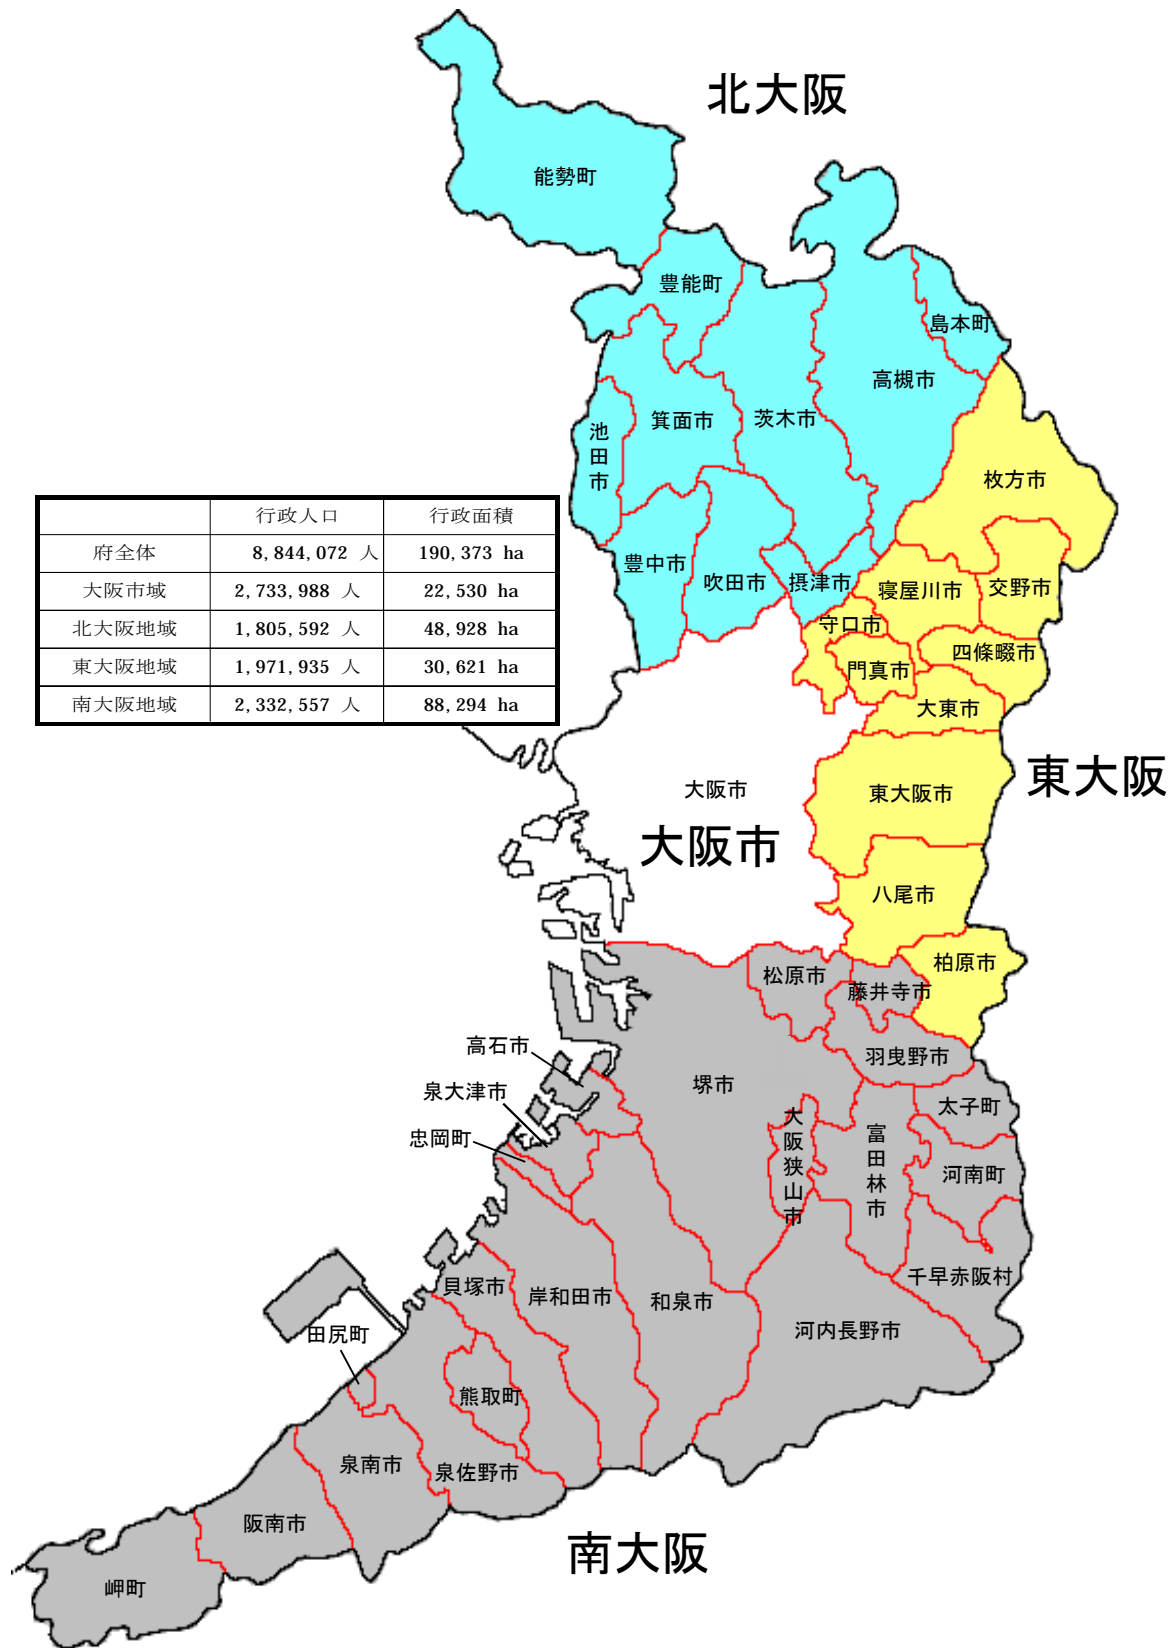 北大阪
能勢町
豊能町
島本町
高槻市
茨木市
箕面市
池田市
枚方市
行政人口 行政面積
府全体 8,844,072 人 190,373 ha
大阪市域 2,733,988 人 22,530 ha
北大阪地域 1,805,592 人 48,928 ha
東大阪地域 1,971,935 人 30,621 ha
南大阪地域 2,332,557 人 88,294 ha
豊中市
吹田市
摂津市
寝屋川市
交野市
守口市
四條畷市
門真市
大東市
東大阪
大阪市
東大阪市
大阪市
八尾市
柏原市
松原市
藤井寺市
高石市
羽曳野市
堺市
泉大津市
太子町
忠岡町
大阪狭山市
富田林市
河南町
千早赤阪村
貝塚市
岸和田市
和泉市
河内長野市
田尻町
熊取町
泉南市
泉佐野市
阪南市
南大阪
岬町